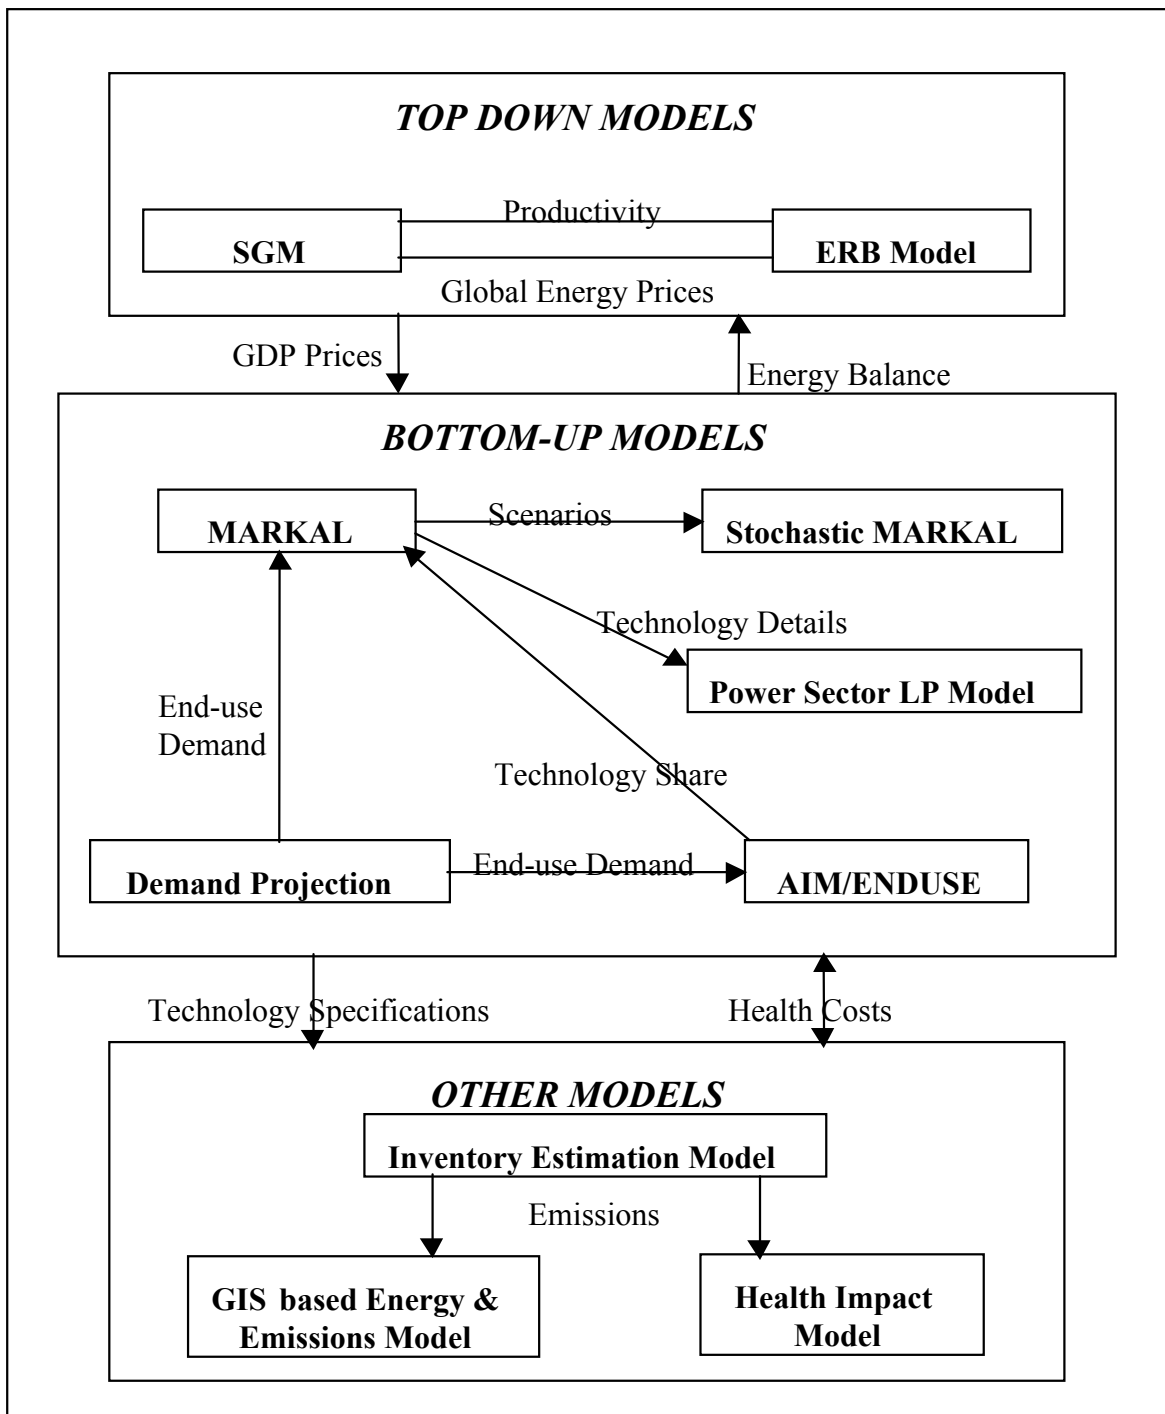 TOP DOWN MODELS
Productivity
SGM
ERB Model
Global Energy Prices
GDP Prices
Energy Balance
BOTTOM-UP MODELS
MARKAL
Scenarios
Stochastic MARKAL
Technology Details
Power Sector LP Model
End-use
Demand
Technology Share
Demand Projection
End-use Demand
AIM/ENDUSE
Technology Specifications
Health Costs
OTHER MODELS
Inventory Estimation Model
Emissions
GIS based Energy &
Emissions Model
Health Impact
Model